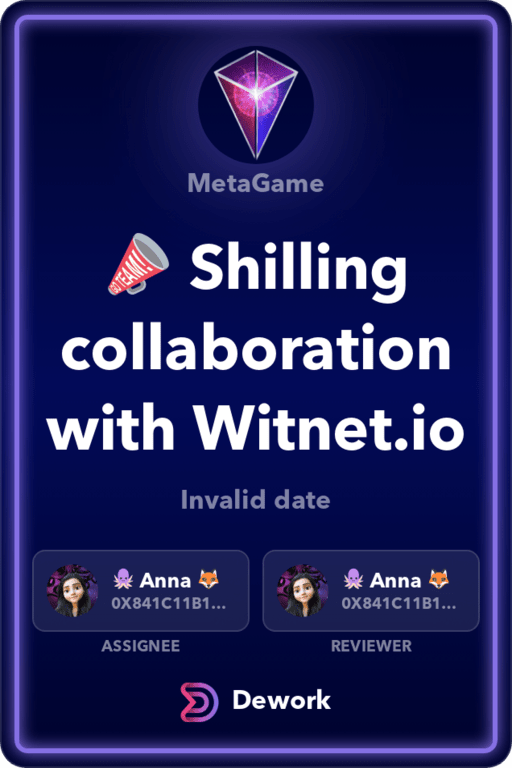 MetaGame
📣 Shilling
collaboration
with Witnet.io
Invalid date
🐙 Anna 🦊
0X841C11B1...
ASSIGNEE
🐙 Anna 🦊
0X841C11B1...
REVIEWER
Dework